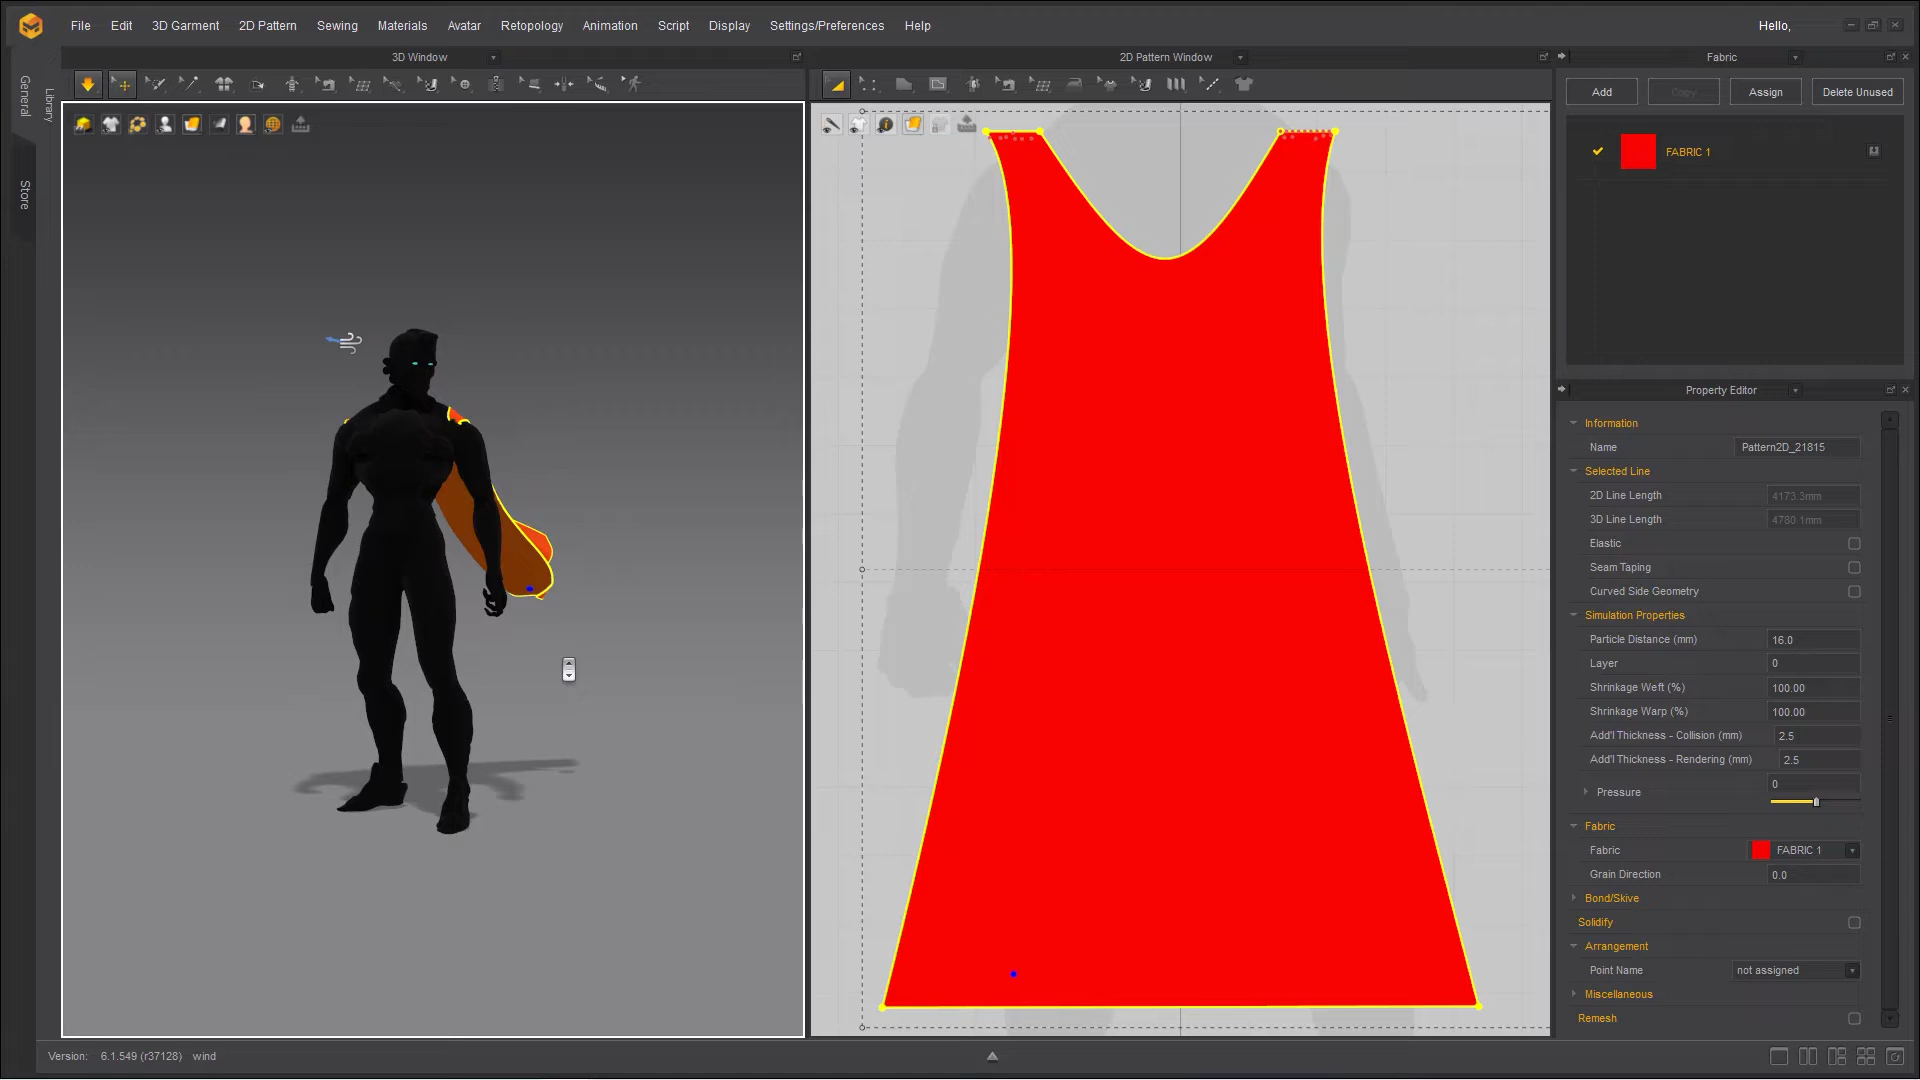 File Edit 3D Garment 2D Pattern Sewing Materials Avatar Retopology Animation Script Display Settings/Preferences Help Hello,
General
Library
Store
3D Window
2D Pattern Window
Fabric
Add Copy Assign Delete Unused
FABRIC 1
Property Editor
Information
Name Pattern2D_21815
Selected Line
2D Line Length 4173.3mm
3D Line Length 4780.1mm
Elastic
Seam Taping
Curved Side Geometry
Simulation Properties
Particle Distance (mm) 16.0
Layer 0
Shrinkage Weft (%) 100.00
Shrinkage Warp (%) 100.00
Add'l Thickness - Collision (mm) 2.5
Add'l Thickness - Rendering (mm) 2.5
Pressure 0
Fabric
Fabric FABRIC 1
Grain Direction 0.0
Bond/Skive
Solidify
Arrangement
Point Name not assigned
Miscellaneous
Remesh
Version: 6.1.549 (r37128) wind